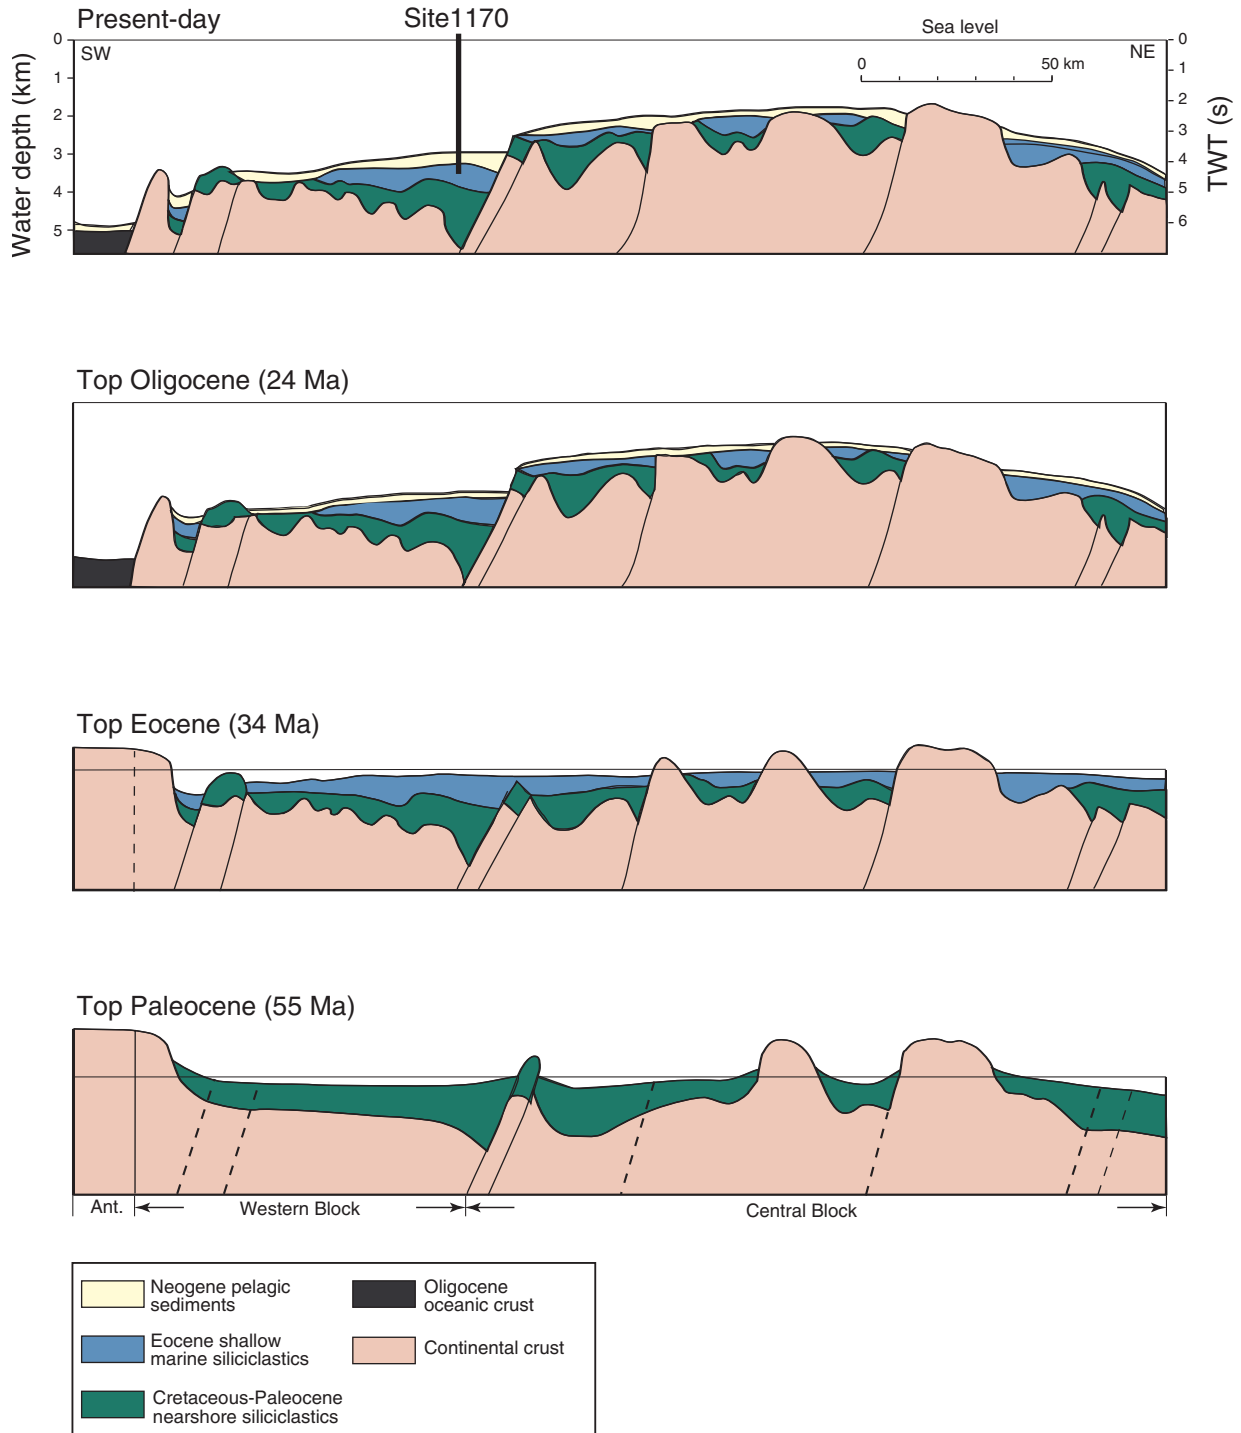 Present-day
Site1170
Sea level
SW
NE
0 50 km
Water depth (km)
0
1
2
3
4
5
TWT (s)
0
1
2
3
4
5
6
Top Oligocene (24 Ma)
Top Eocene (34 Ma)
Top Paleocene (55 Ma)
Ant.
Western Block
Central Block
Neogene pelagic
sediments
Oligocene
oceanic crust
Eocene shallow
marine siliciclastics
Continental crust
Cretaceous-Paleocene
nearshore siliciclastics